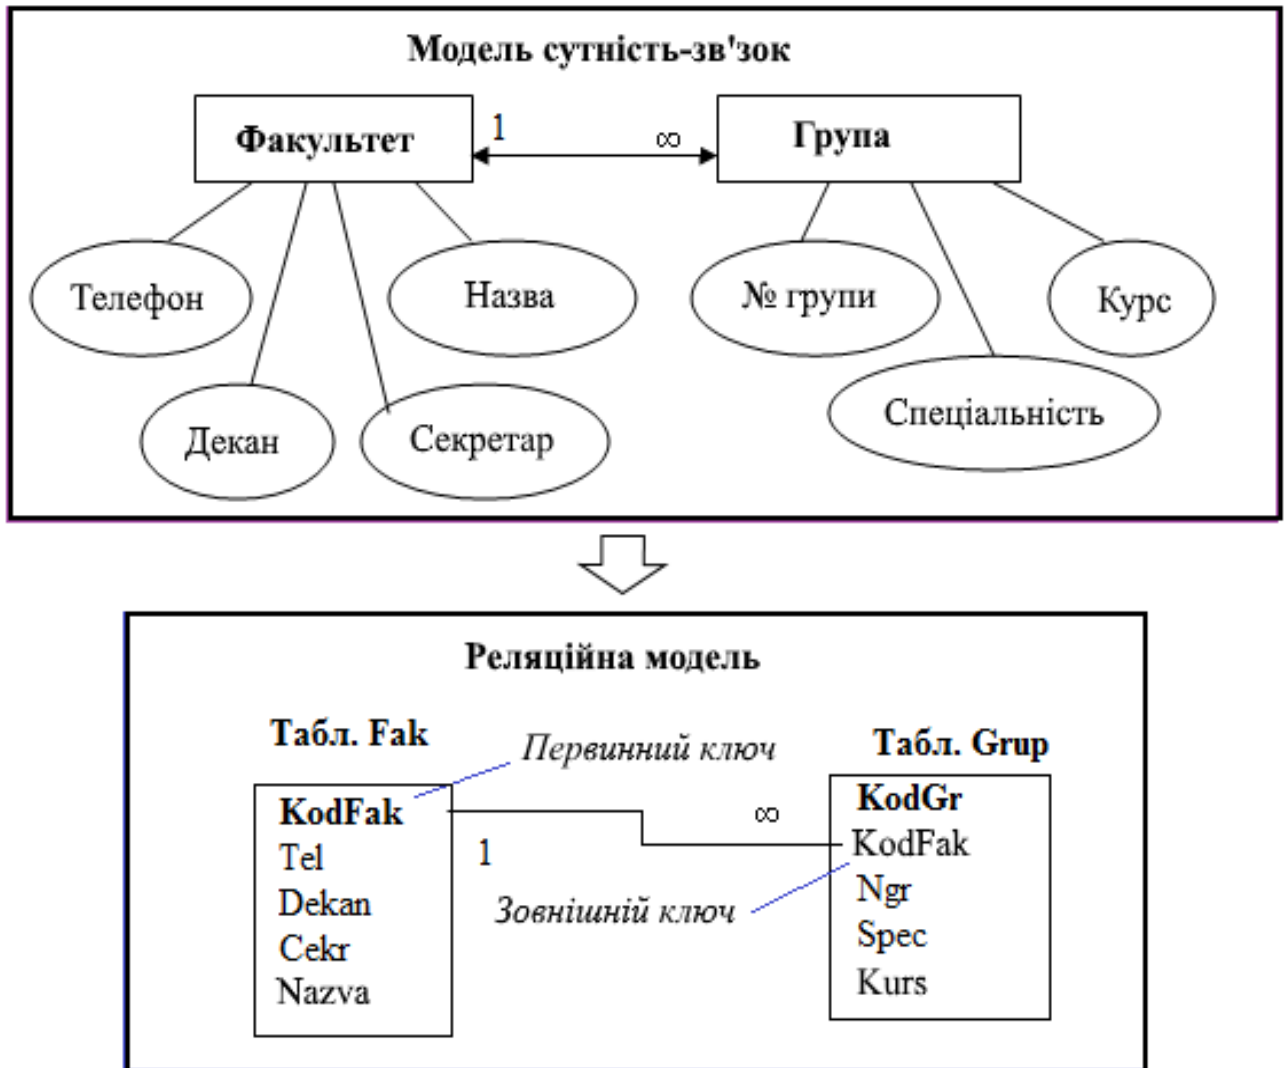 Модель сутність-зв'зок
Факультет
1
∞
Група
Телефон
Назва
№ групи
Курс
Декан
Секретар
Спеціальність
Реляційна модель
Табл. Fak
Первинний ключ
Табл. Grup
KodFak
Tel
Dekan
Cekr
Nazva
1
∞
Зовнішній ключ
KodGr
KodFak
Ngr
Spec
Kurs